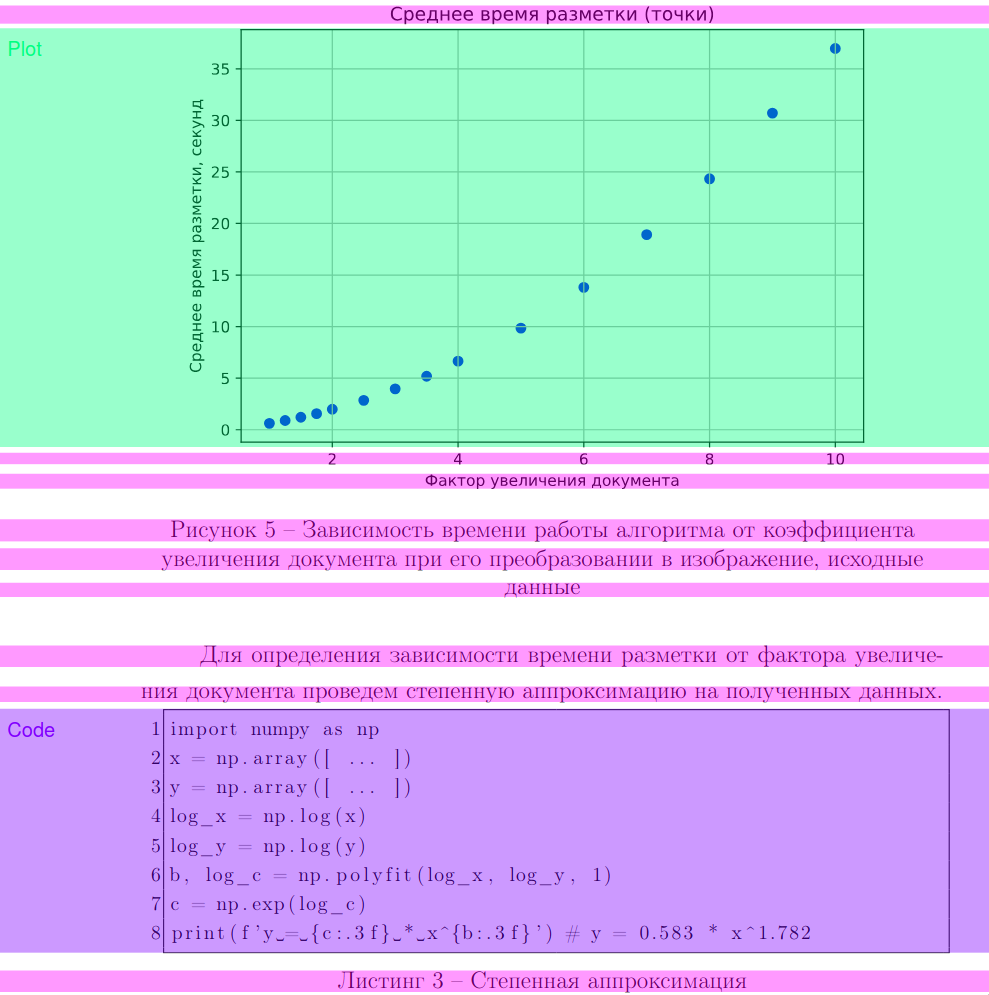 Среднее время разметки (точки)
Plot
35
30
25
20
15
10
5
0
Среднее время разметки, секунд
2 4 6 8 10
Фактор увеличения документа
Рисунок 5 – Зависимость времени работы алгоритма от коэффициента
увеличения документа при его преобразовании в изображение, исходные
данные
Для определения зависимости времени разметки от фактора увеличе-
ния документа проведем степенную аппроксимацию на полученных данных.
Code
1 import numpy as np
2 x = np.array([ ... ])
3 y = np.array([ ... ])
4 log_x = np.log(x)
5 log_y = np.log(y)
6 b, log_c = np.polyfit(log_x, log_y, 1)
7 c = np.exp(log_c)
8 print(f'y␣=␣{c:.3f}␣*␣x^{b:.3f}') # y = 0.583 * x^1.782
Листинг 3 – Степенная аппроксимация